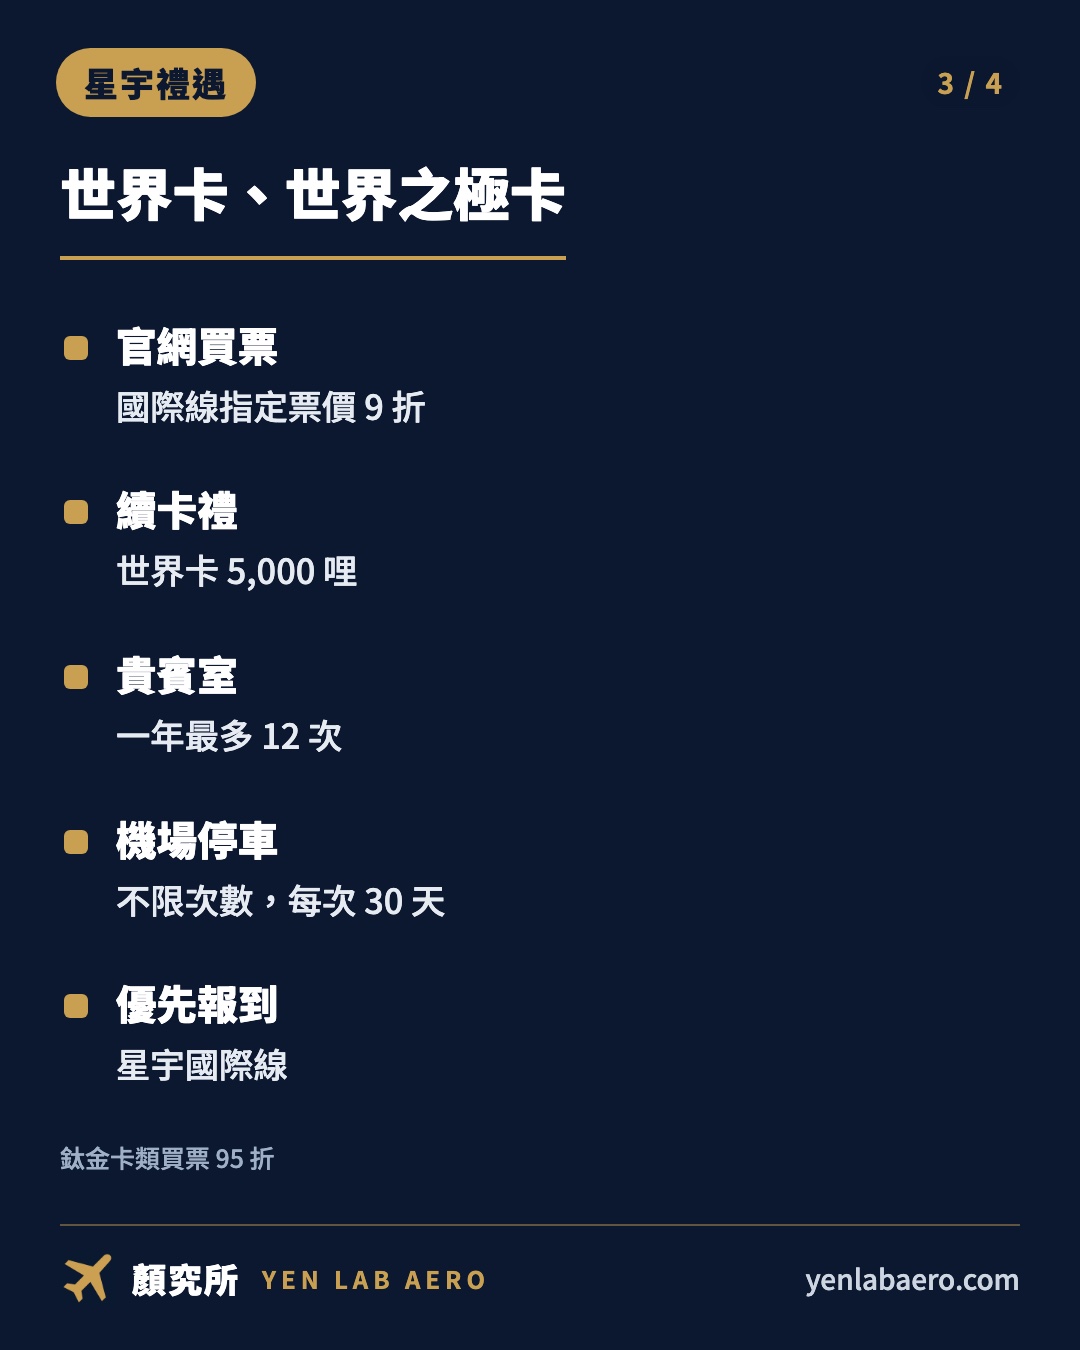 星宇禮遇
3 / 4
世界卡、世界之極卡
官網買票
國際線指定票價 9 折
續卡禮
世界卡 5,000 哩
貴賓室
一年最多 12 次
機場停車
不限次數，每次 30 天
優先報到
星宇國際線
鈦金卡類買票 95 折
顏究所 YEN LAB AERO
yenlabaero.com